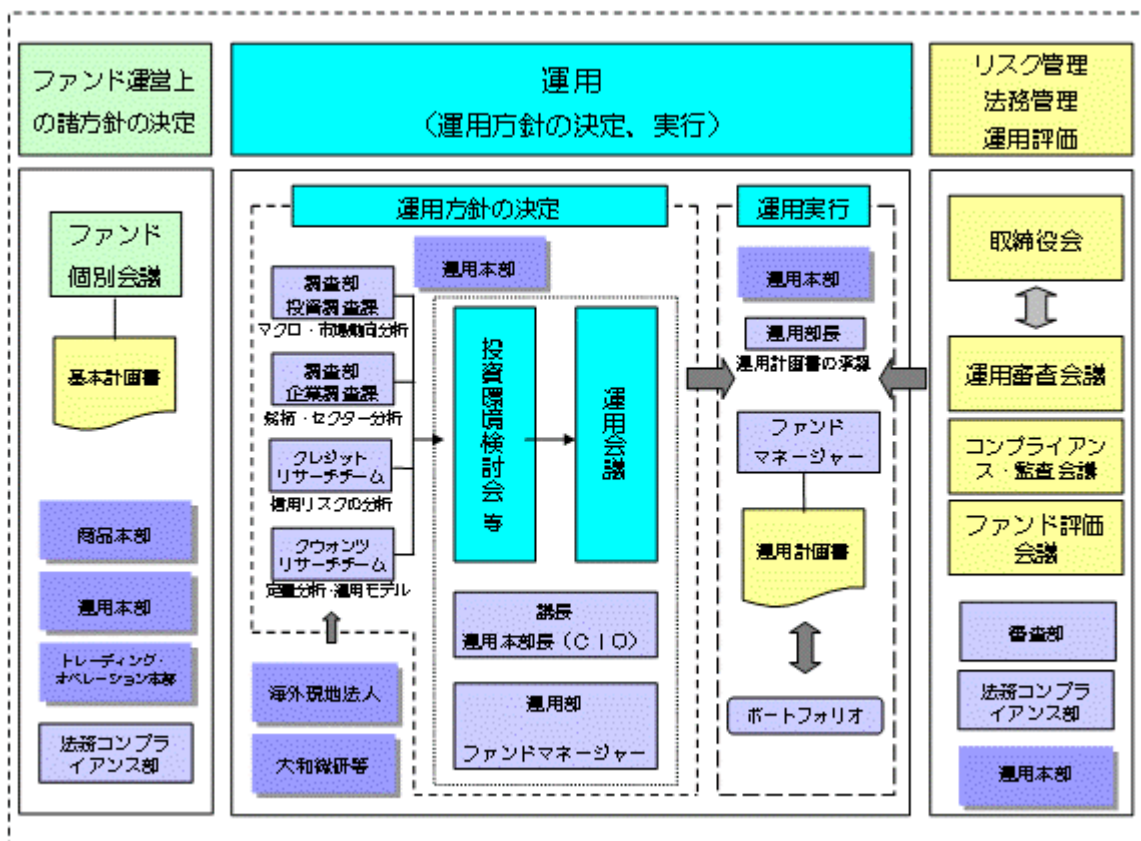 ファンド運営上
の諸方針の決定
運用
(運用方針の決定、実行)
リスク管理
法務管理
運用評価
ファンド
個別会議
基本計画書
商品本部
運用本部
トレーディング・
オペレーション本部
法務コンプラ
イアンス部
運用方針の決定
運用本部
調査部
投資調査課
マクロ・市場動向分析
調査部
企業調査課
銘柄・セクター分析
クレジット
リサーチチーム
信用リスクの分析
クウォンツ
リサーチチーム
定量分析・運用モデル
海外現地法人
大和総研等
投資環境検討会 等
運用会議
議長
運用本部長(CIO)
運用部
ファンドマネージャー
運用実行
運用本部
運用部長
運用計画書の承認
ファンド
マネージャー
運用計画書
ポートフォリオ
取締役会
運用審査会議
コンプライアン
ス・監査会議
ファンド評価
会議
審査部
法務コンプラ
イアンス部
運用本部